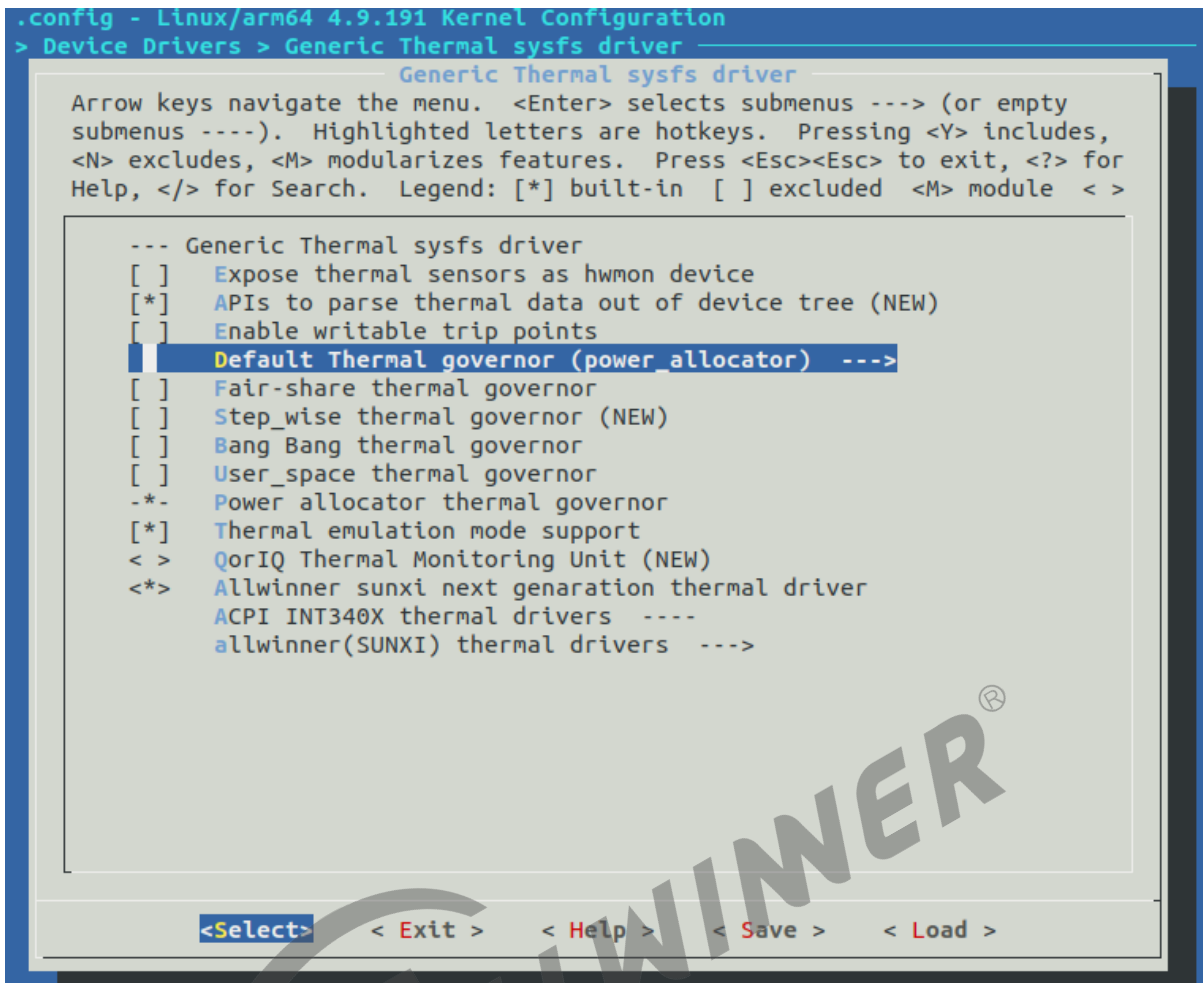 .config - Linux/arm64 4.9.191 Kernel Configuration
> Device Drivers > Generic Thermal sysfs driver
Generic Thermal sysfs driver
Arrow keys navigate the menu.  <Enter> selects submenus ---> (or empty
submenus ----).  Highlighted letters are hotkeys.  Pressing <Y> includes,
<N> excludes, <M> modularizes features.  Press <Esc><Esc> to exit, <?> for
Help, </> for Search.  Legend: [*] built-in  [ ] excluded  <M> module  < >
--- Generic Thermal sysfs driver
[ ]   Expose thermal sensors as hwmon device
[*]   APIs to parse thermal data out of device tree (NEW)
[ ]   Enable writable trip points
Default Thermal governor (power_allocator)  --->
[ ]   Fair-share thermal governor
[ ]   Step_wise thermal governor (NEW)
[ ]   Bang Bang thermal governor
[ ]   User_space thermal governor
-*-   Power allocator thermal governor
[*]   Thermal emulation mode support
< >   QorIQ Thermal Monitoring Unit (NEW)
<*>   Allwinner sunxi next genaration thermal driver
ACPI INT340X thermal drivers  ----
allwinner(SUNXI) thermal drivers  --->
<Select>    < Exit >    < Help >    < Save >    < Load >